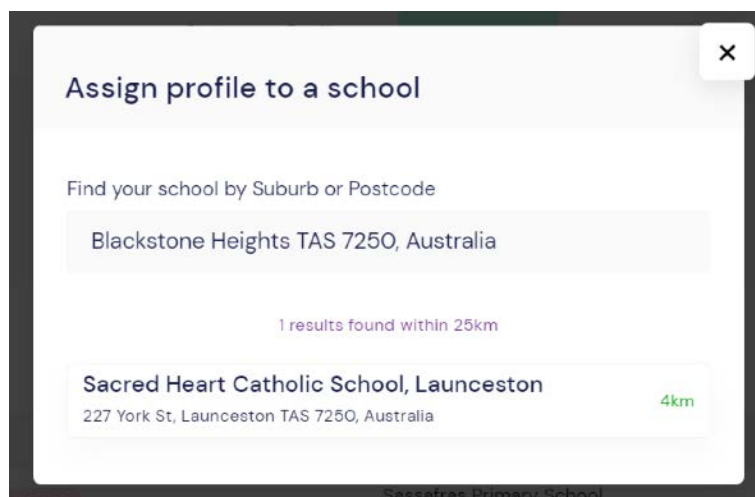 Assign profile to a school
Find your school by Suburb or Postcode
Blackstone Heights TAS 7250, Australia
1 results found within 25km
Sacred Heart Catholic School, Launceston
4km
227 York St, Launceston TAS 7250, Australia
Sassafras Primary School